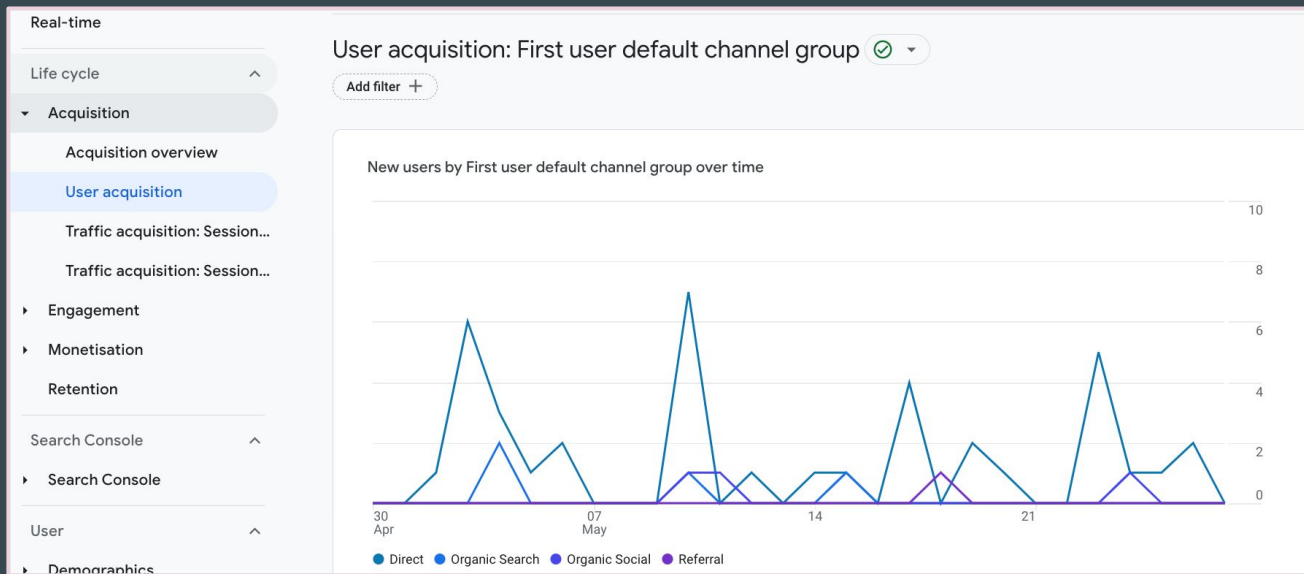 Real-time
Life cycle
Acquisition
Acquisition overview
User acquisition
Traffic acquisition: Session...
Traffic acquisition: Session...
Engagement
Monetisation
Retention
Search Console
Search Console
User
Demographics
User acquisition: First user default channel group
Add filter +
New users by First user default channel group over time
10
8
6
4
2
0
30
Apr
07
May
14
21
Direct
Organic Search
Organic Social
Referral